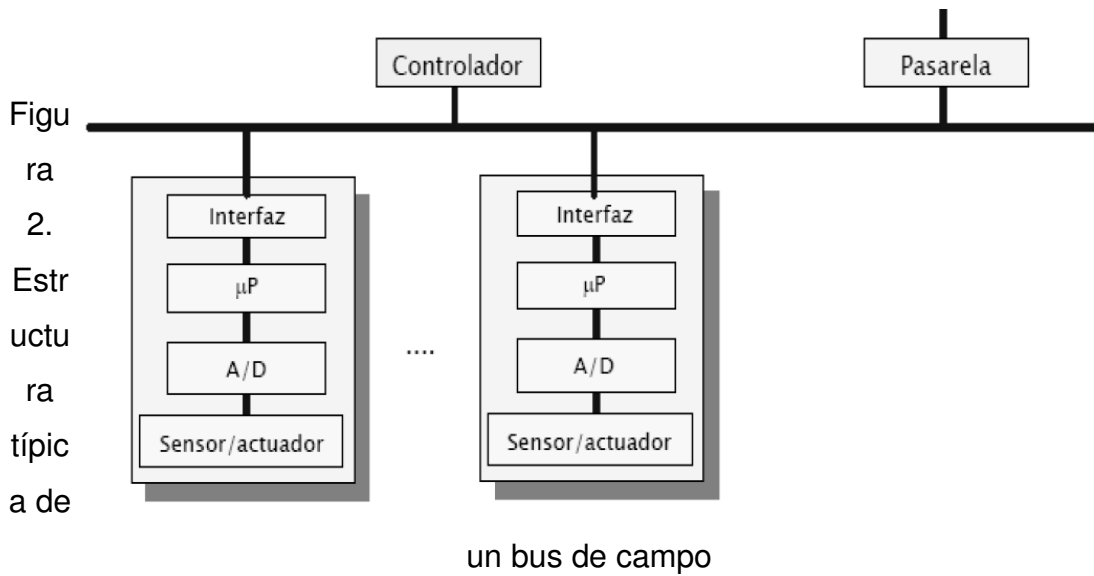 Controlador
Pasarela
Figu
ra
2.
Estr
uctu
ra
típic
a de
un bus de campo
Interfaz
µP
A/D
Sensor/actuador
....
Interfaz
µP
A/D
Sensor/actuador